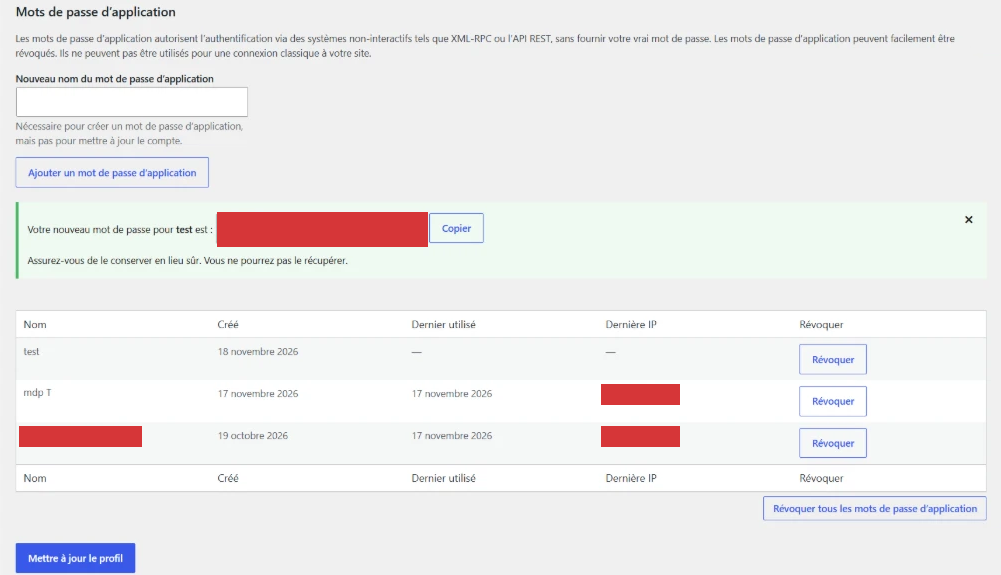 Mots de passe d’application
Les mots de passe d’application autorisent l’authentification via des systèmes non-interactifs tels que XML-RPC ou l’API REST, sans fournir votre vrai mot de passe. Les mots de passe d’application peuvent facilement être
révoqués. Ils ne peuvent pas être utilisés pour une connexion classique à votre site.
Nouveau nom du mot de passe d’application
Nécessaire pour créer un mot de passe d’application,
mais pas pour mettre à jour le compte.
Ajouter un mot de passe d’application
Votre nouveau mot de passe pour test est : Copier
Assurez-vous de le conserver en lieu sûr. Vous ne pourrez pas le récupérer.
Nom Créé Dernier utilisé Dernière IP Révoquer
test 18 novembre 2026 — — Révoquer
mdp T 17 novembre 2026 17 novembre 2026 Révoquer
19 octobre 2026 17 novembre 2026 Révoquer
Nom Créé Dernier utilisé Dernière IP Révoquer
Révoquer tous les mots de passe d’application
Mettre à jour le profil